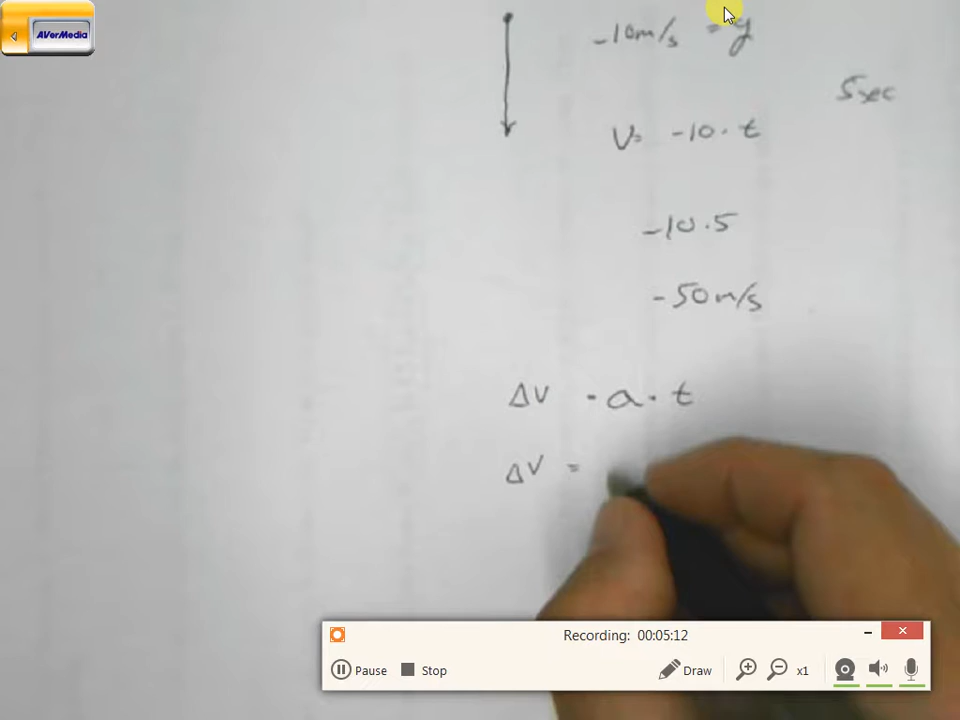 AVerMedia
-10m/s = g
5sec
V= -10·t
-10.5
-50m/s
ΔV = a·t
ΔV =
Recording: 00:05:12
Pause Stop Draw x1